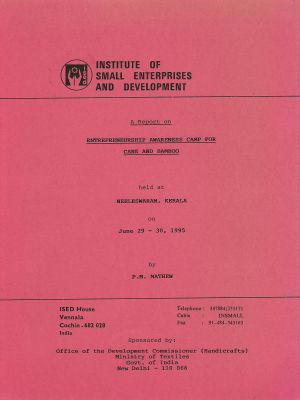 INSTITUTE OF
SMALL ENTERPRISES
AND DEVELOPMENT
A Report on
ENTREPRENEURSHIP AWARENESS CAMP FOR
CANE AND BAMBOO
held at
NEELESWARAM, KERALA
on
June 29 - 30, 1995
by
P.M. MATHEW
ISED House
Vennala
Cochin - 682 028
India
Telephone :
Cable : INSMALL
Fax : 91-484-343163
Sponsored by:
Office of the Development Commissioner (Handicrafts)
Ministry of Textiles
Govt. of India
New Delhi - 110 066